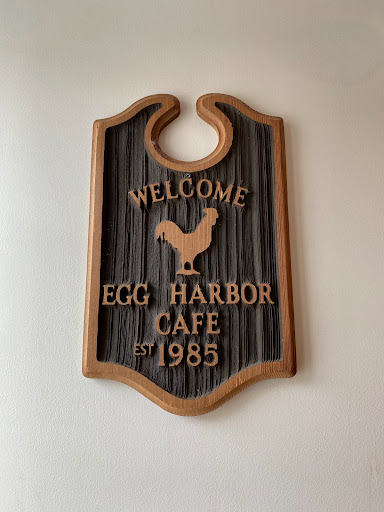 WELCOME
EGG HARBOR
CAFE
EST 1985